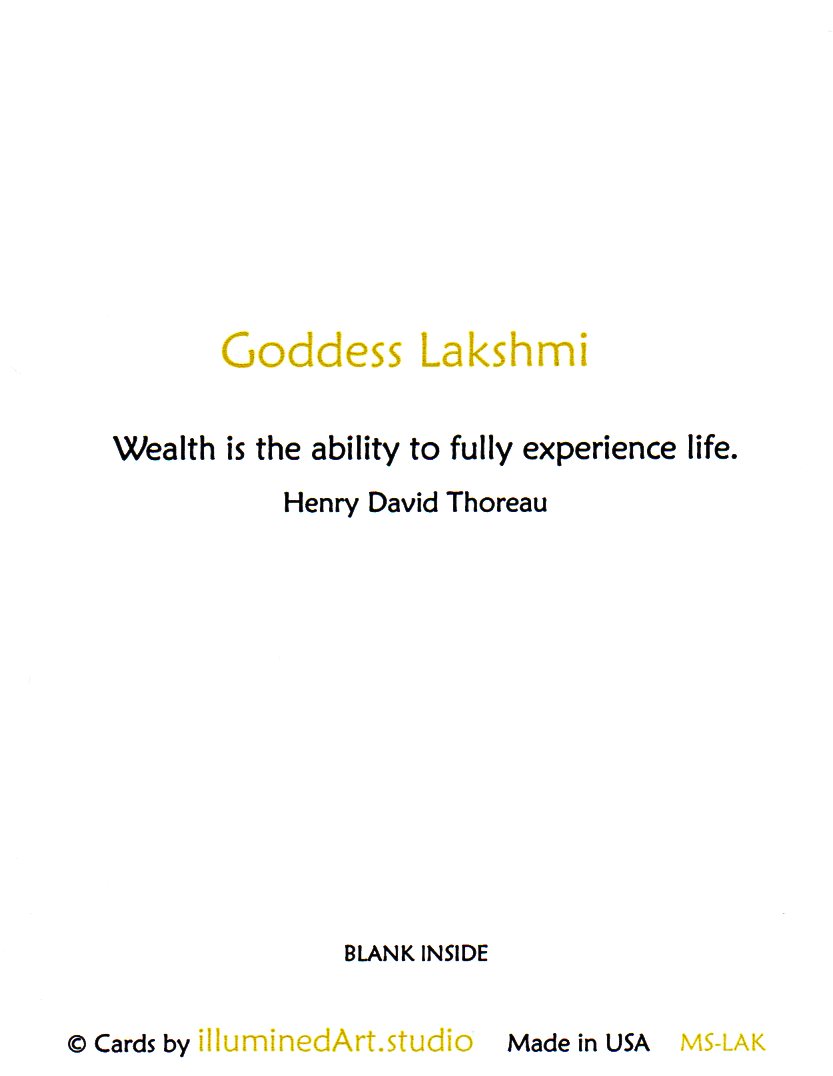 Goddess Lakshmi
Wealth is the ability to fully experience life.
Henry David Thoreau
BLANK INSIDE
© Cards by illuminedArt.studio Made in USA MS-LAK